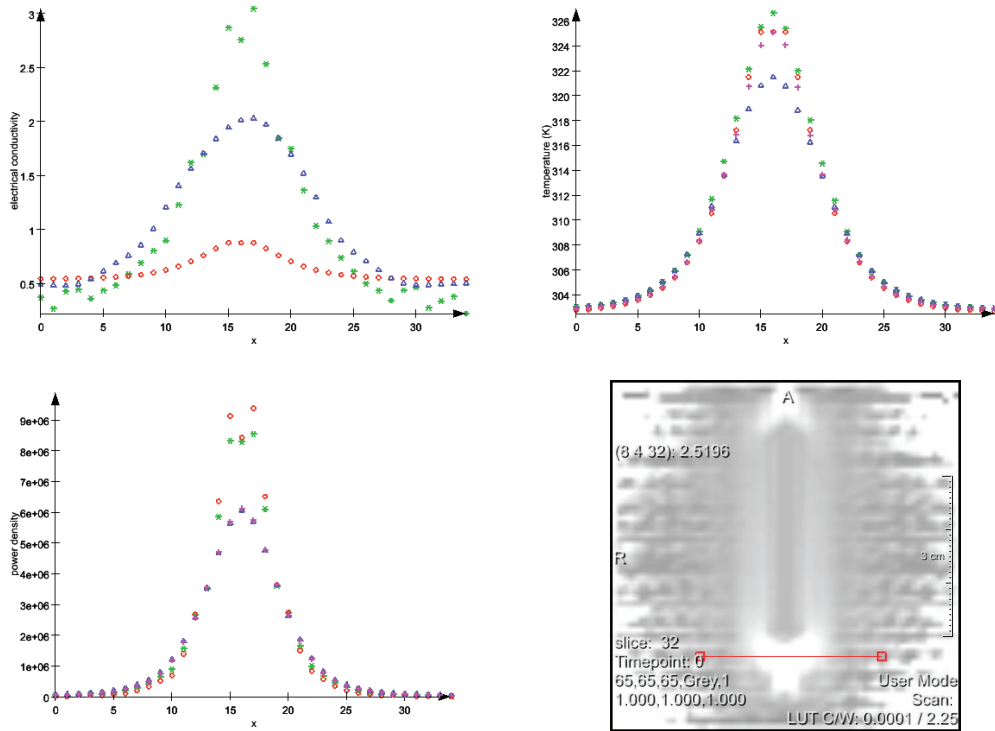 3
2.5
2
1.5
1
0.5
electrical conductivity
0 5 10 15 20 25 30
x
326
324
322
320
318
316
314
312
310
308
306
304
temperature (K)
0 5 10 15 20 25 30
x
9e+06
8e+06
7e+06
6e+06
5e+06
4e+06
3e+06
2e+06
1e+06
0
power density
0 5 10 15 20 25 30
x
A
(8 4 32): 2.5196
R
3 cm
slice: 32
Timepoint: 0
65,65,65,Grey,1
User Mode
1.000,1.000,1.000
Scan:
LUT C/W: 0.0001 / 2.25